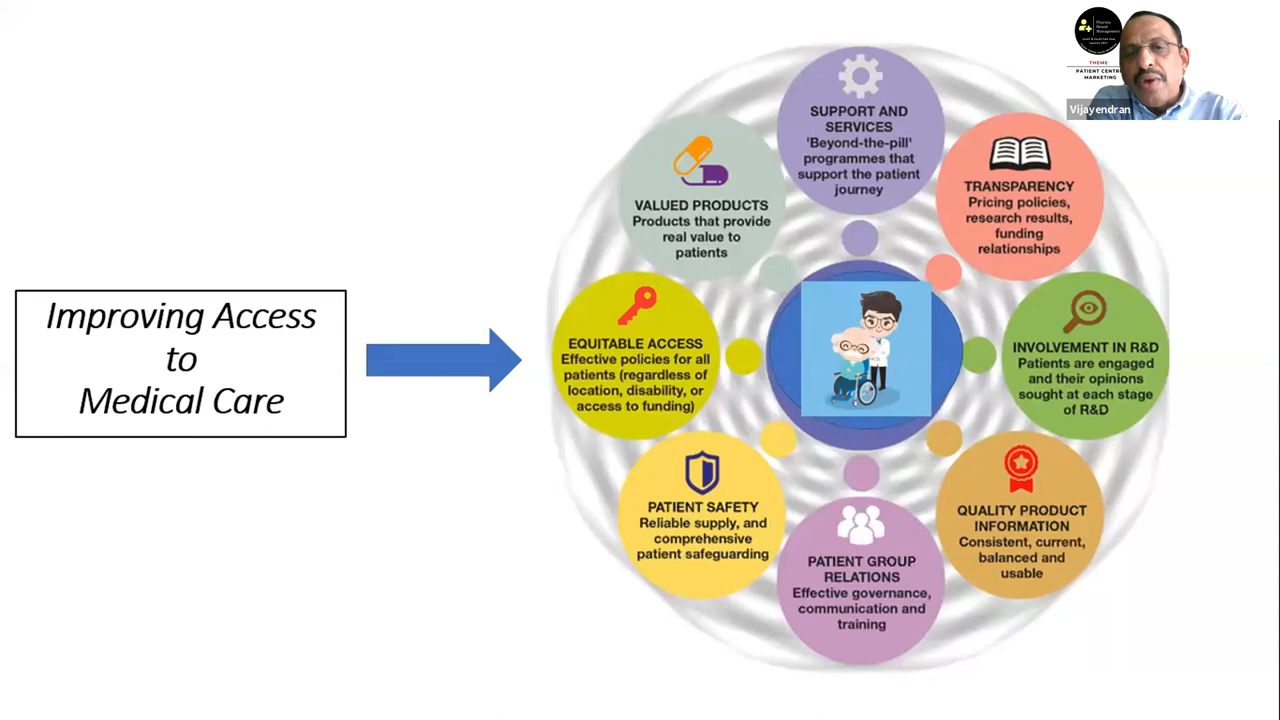 Improving Access
to
Medical Care
SUPPORT AND
SERVICES
'Beyond-the-pill'
programmes that
support the patient
journey
TRANSPARENCY
Pricing policies,
research results,
funding
relationships
INVOLVEMENT IN R&D
Patients are engaged
and their opinions
sought at each stage
of R&D
QUALITY PRODUCT
INFORMATION
Consistent, current,
balanced and
usable
PATIENT GROUP
RELATIONS
Effective governance,
communication and
training
PATIENT SAFETY
Reliable supply, and
comprehensive
patient safeguarding
EQUITABLE ACCESS
Effective policies for all
patients (regardless of
location, disability, or
access to funding)
VALUED PRODUCTS
Products that provide
real value to
patients
THEME
PATIENT CENTR
MARKETING
Vijayendran